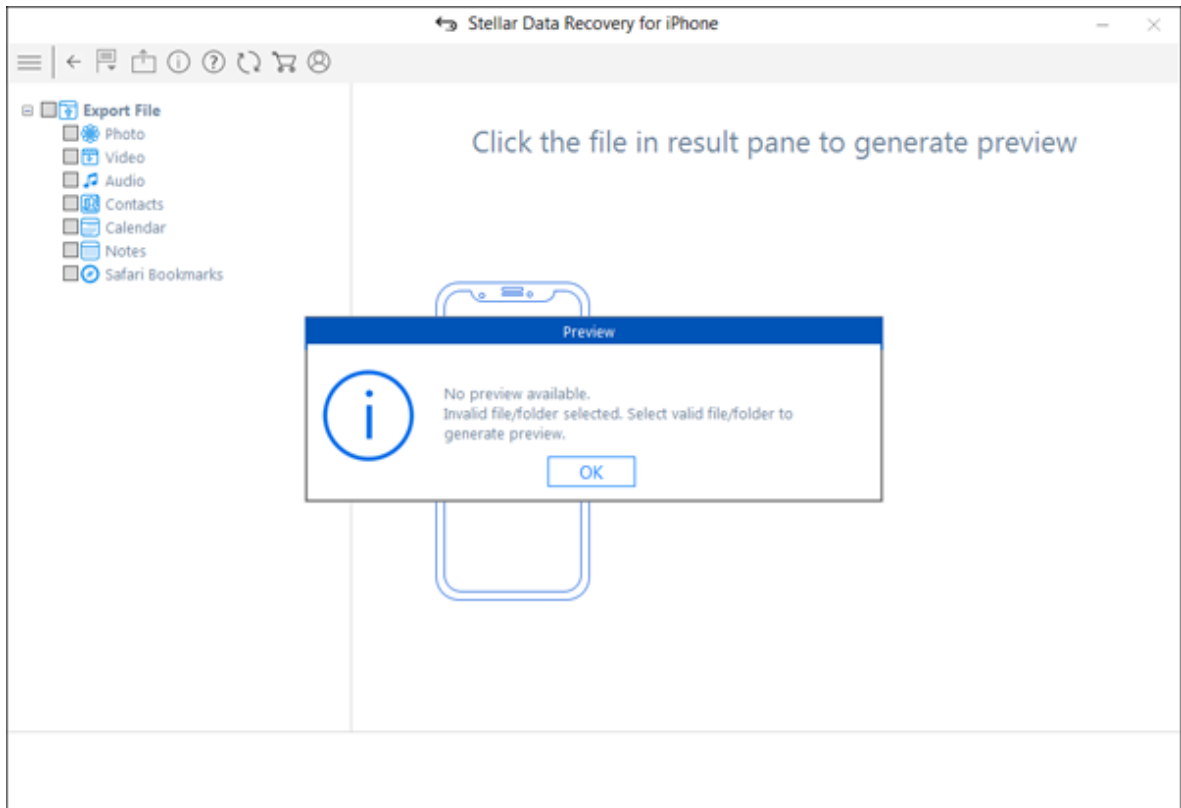 Stellar Data Recovery for iPhone
Export File
Photo
Video
Audio
Contacts
Calendar
Notes
Safari Bookmarks
Click the file in result pane to generate preview
Preview
No preview available.
Invalid file/folder selected. Select valid file/folder to
generate preview.
OK